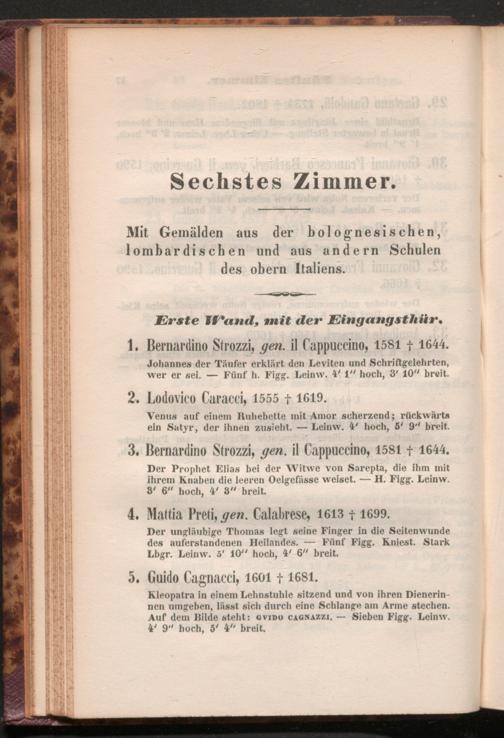 Sechstes Zimmer.
Mit Gemälden aus der bolognesischen,
lombardischen und aus andern Schulen
des obern Italiens.
Erste Wand, mit der Eingangsthür.
1. Bernardino Strozzi, gen. il Cappuccino, 1581 † 1644.
Johannes der Täufer erklärt den Leviten und Schriftgelehrten,
wer er sei. — Fünf h. Figg. Leinw. 4′ 1″ hoch, 3′ 10″ breit.
2. Lodovico Caracci, 1555 † 1619.
Venus auf einem Ruhebette mit Amor scherzend; rückwärts
ein Satyr, der ihnen zusieht. — Leinw. 4′ hoch, 5′ 9″ breit.
3. Bernardino Strozzi, gen. il Cappuccino, 1581 † 1644.
Der Prophet Elias bei der Witwe von Sarepta, die ihm mit
ihrem Knaben die leeren Oelgefässe weiset. — H. Figg. Leinw.
3′ 6″ hoch, 4′ 3″ breit.
4. Mattia Preti, gen. Calabrese, 1613 † 1699.
Der ungläubige Thomas legt seine Finger in die Seitenwunde
des auferstandenen Heilandes. — Fünf Figg. Kniest. Stark
Lbgr. Leinw. 5′ 10″ hoch, 4′ 6″ breit.
5. Guido Cagnacci, 1601 † 1681.
Kleopatra in einem Lehnstuhle sitzend und von ihren Dienerin-
nen umgeben, lässt sich durch eine Schlange am Arme stechen.
Auf dem Bilde steht: GVIDO CAGNAZZI. — Sieben Figg. Leinw.
4′ 9″ hoch, 5′ 4″ breit.